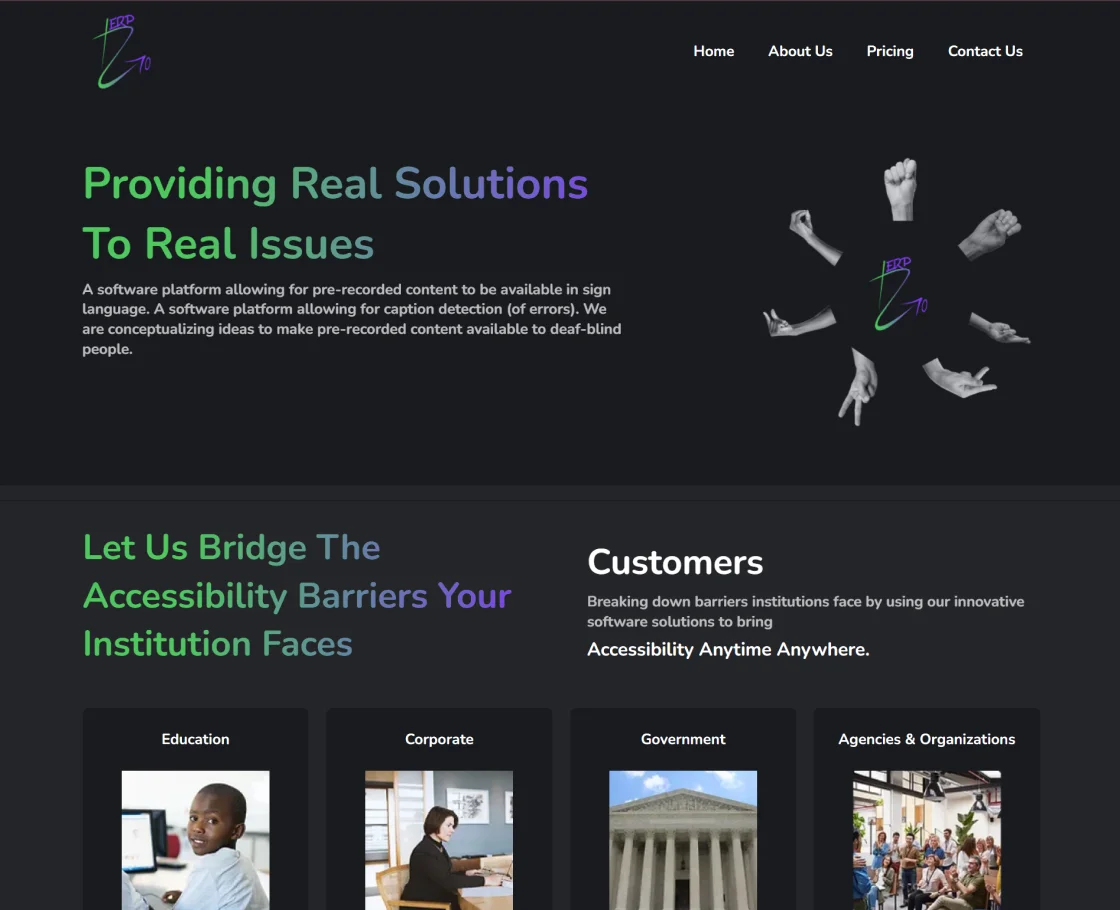 ERP
TO
Home About Us Pricing Contact Us
Providing Real Solutions
To Real Issues
A software platform allowing for pre-recorded content to be available in sign
language. A software platform allowing for caption detection (of errors). We
are conceptualizing ideas to make pre-recorded content available to deaf-blind
people.
ERP
TO
Let Us Bridge The
Accessibility Barriers Your
Institution Faces
Customers
Breaking down barriers institutions face by using our innovative
software solutions to bring
Accessibility Anytime Anywhere.
Education
Corporate
Government
Agencies & Organizations